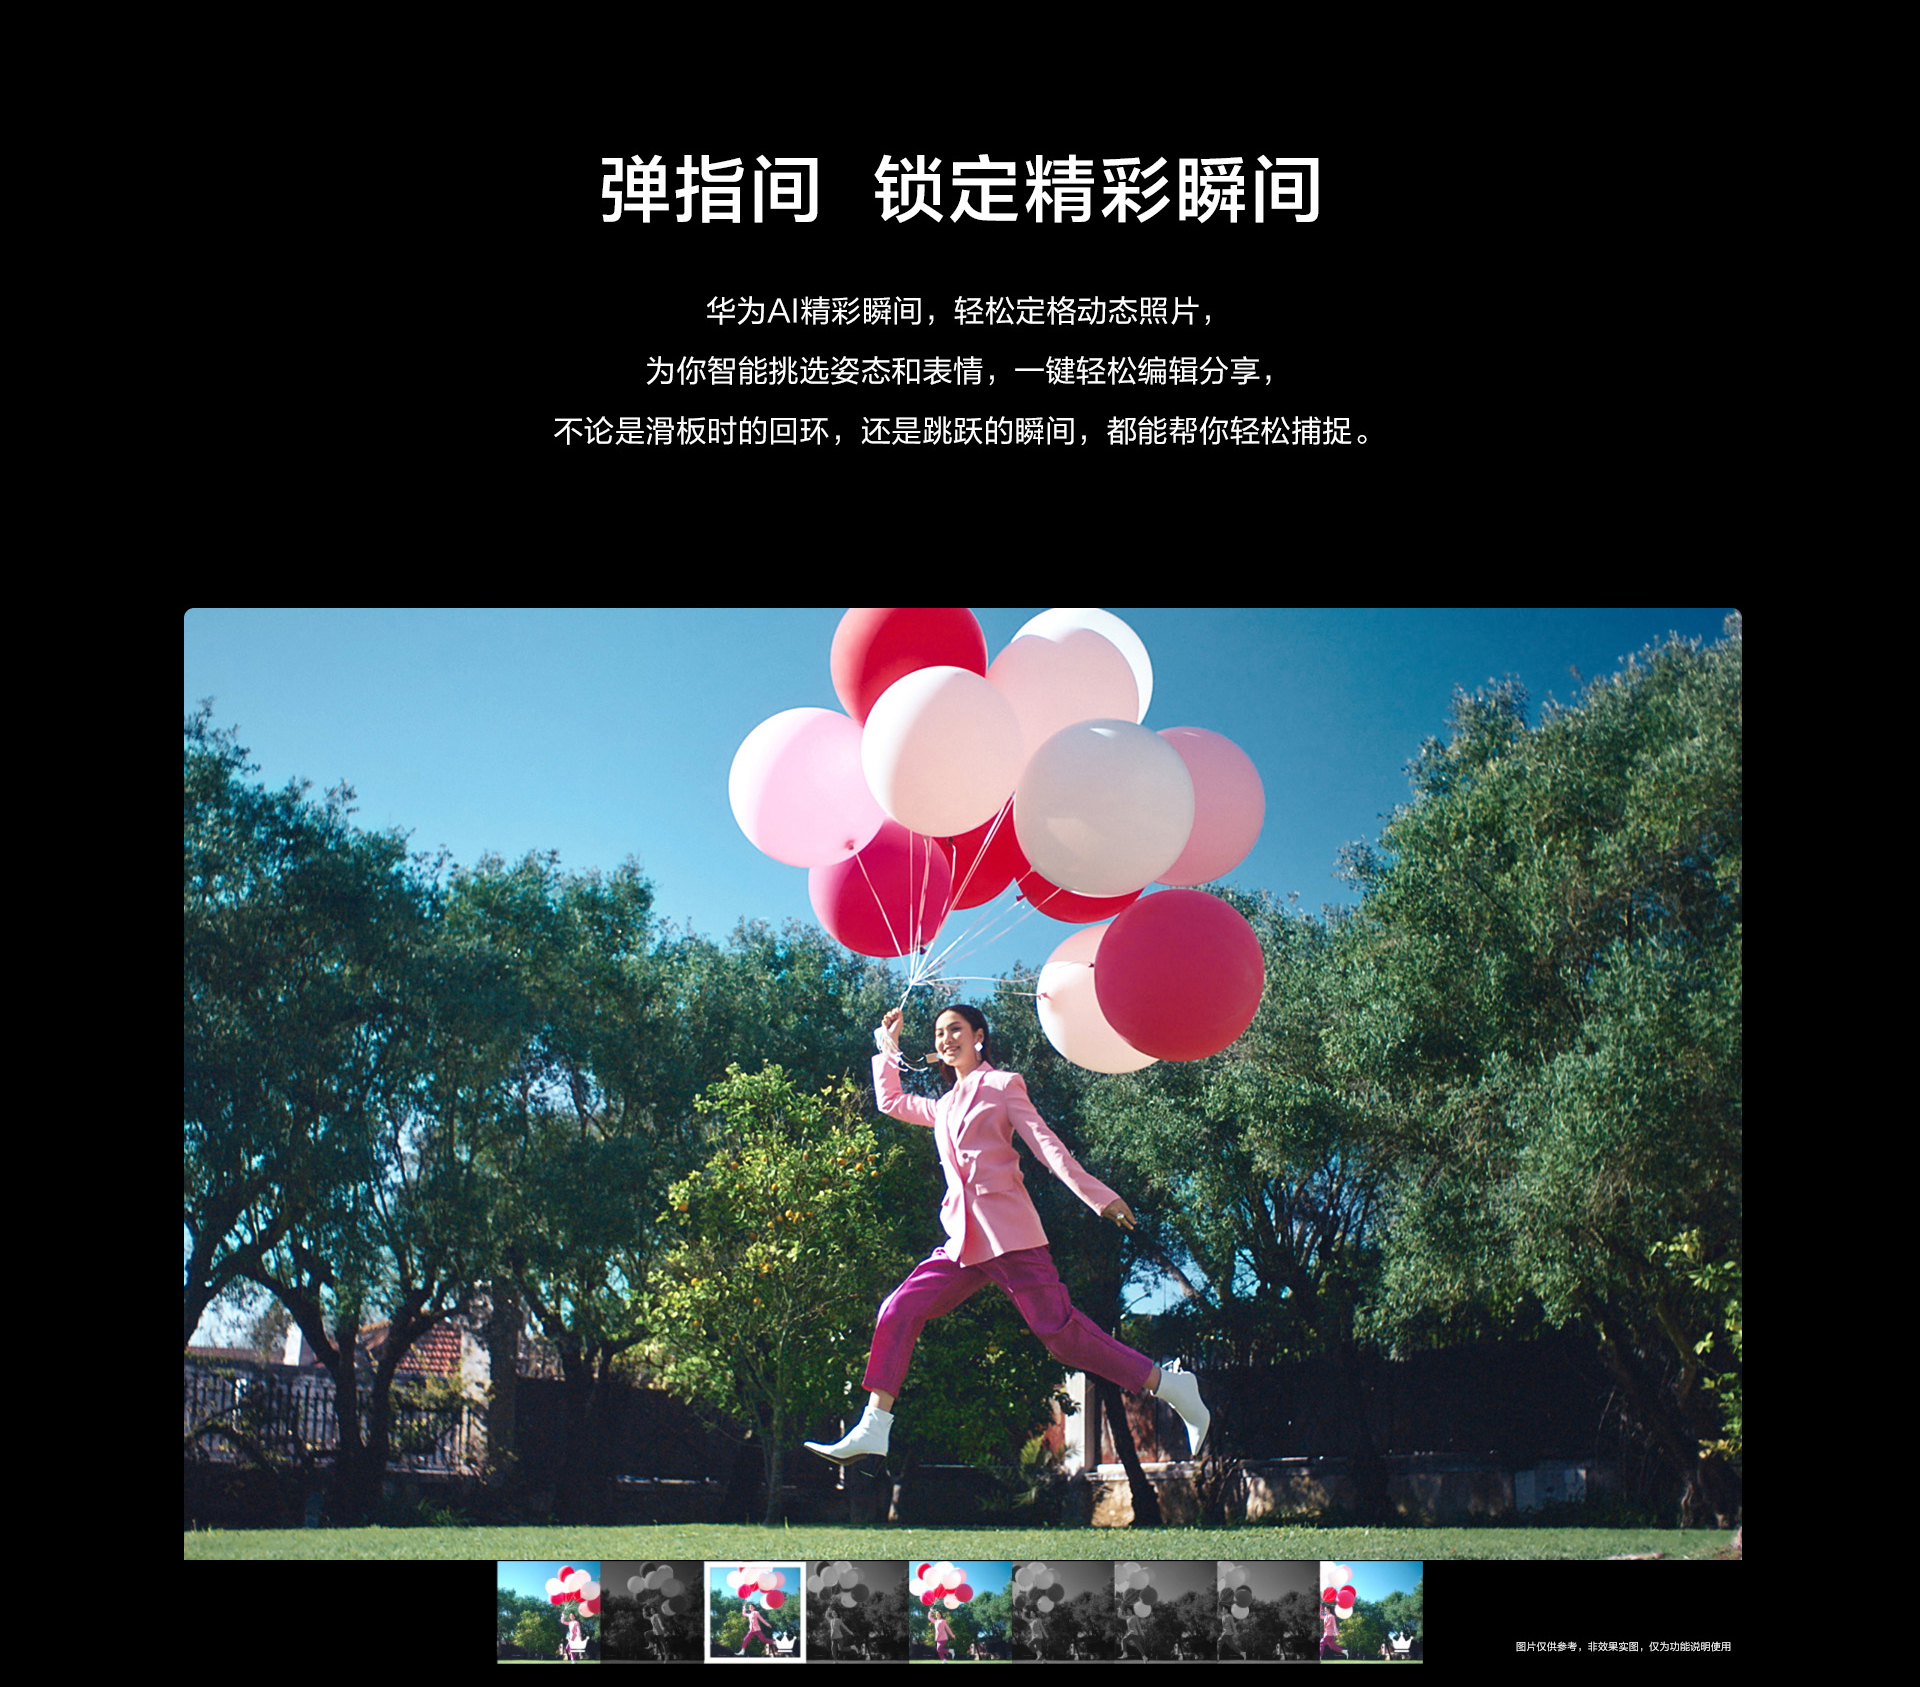 弹指间 锁定精彩瞬间
华为AI精彩瞬间，轻松定格动态照片，
为你智能挑选姿态和表情，一键轻松编辑分享，
不论是滑板时的回环，还是跳跃的瞬间，都能帮你轻松捕捉。
图片仅供参考，非效果实图，仅为功能说明使用